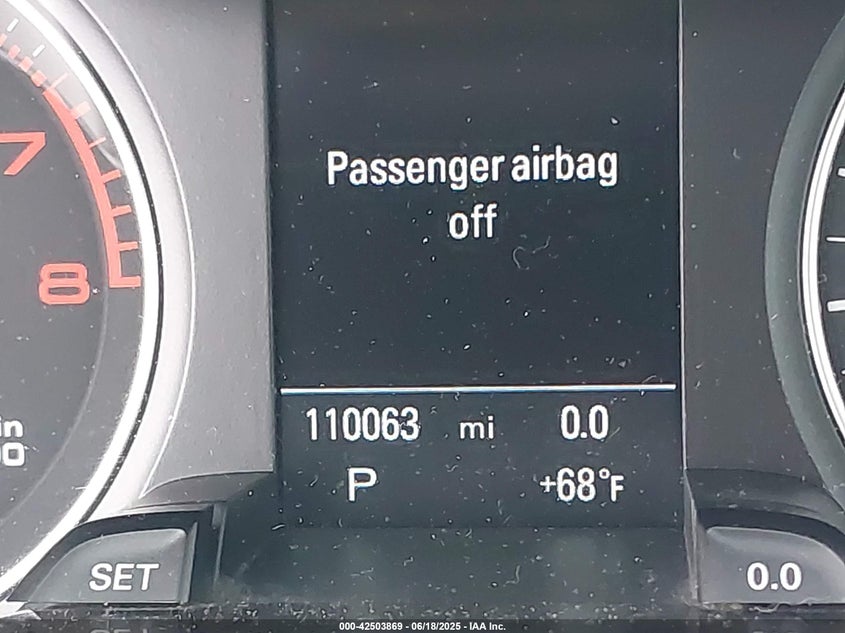 7
8
Passenger airbag
off
110063 mi 0.0
P +68°F
SET
0.0
000-42503869 - 06/18/2025 - IAA Inc.